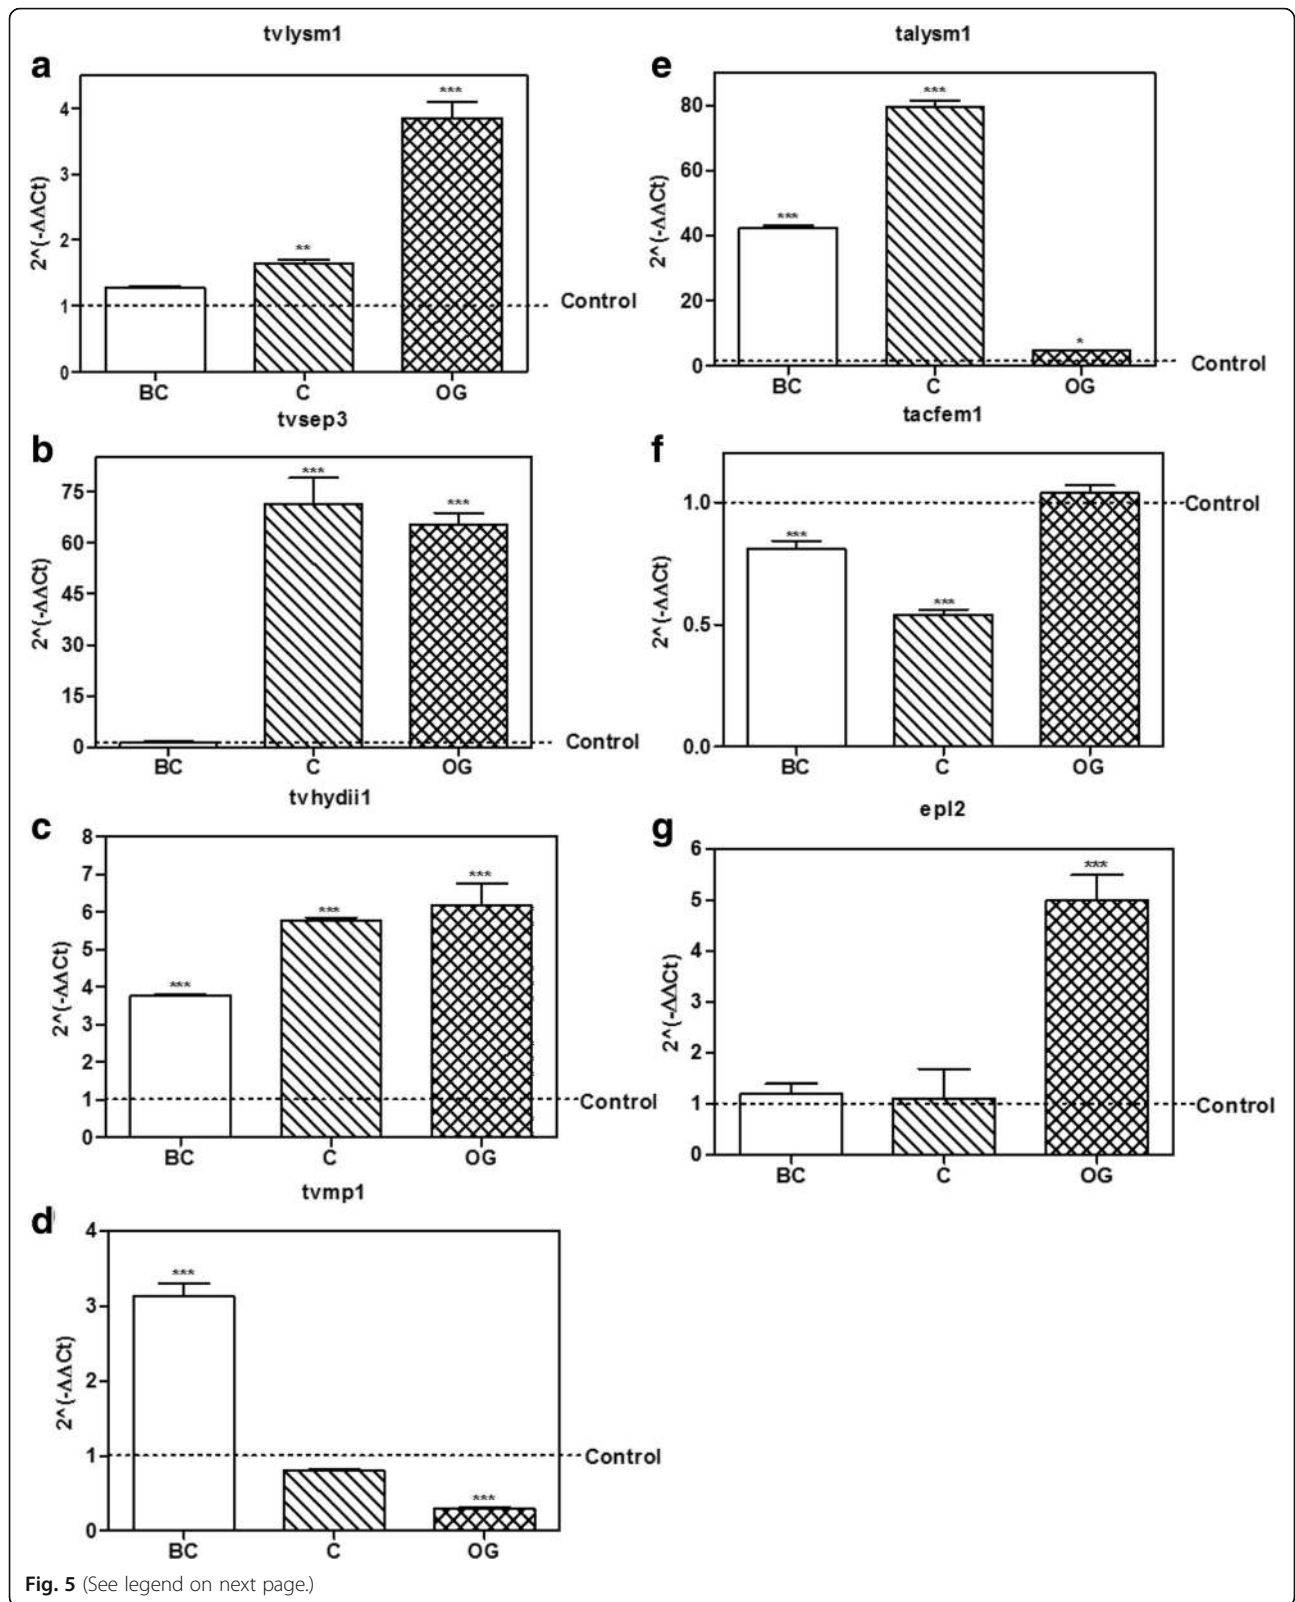 tvlysm1
a
***
**
4
3
2
1
0
2^(-ΔΔCt)
Control
BC C OG
tvsep3
b
***
***
75
60
45
30
15
0
2^(-ΔΔCt)
Control
BC C OG
tvhydii1
c
***
***
***
8
7
6
5
4
3
2
1
0
2^(-ΔΔCt)
Control
BC C OG
tvmp1
d
***
***
4
3
2
1
0
2^(-ΔΔCt)
Control
BC C OG
talysm1
e
***
***
*
80
60
40
20
0
2^(-ΔΔCt)
Control
BC C OG
tacfem1
f
***
***
1.0
0.5
0.0
2^(-ΔΔCt)
Control
BC C OG
epl2
g
***
6
5
4
3
2
1
0
2^(-ΔΔCt)
Control
BC C OG
Fig. 5 (See legend on next page.)